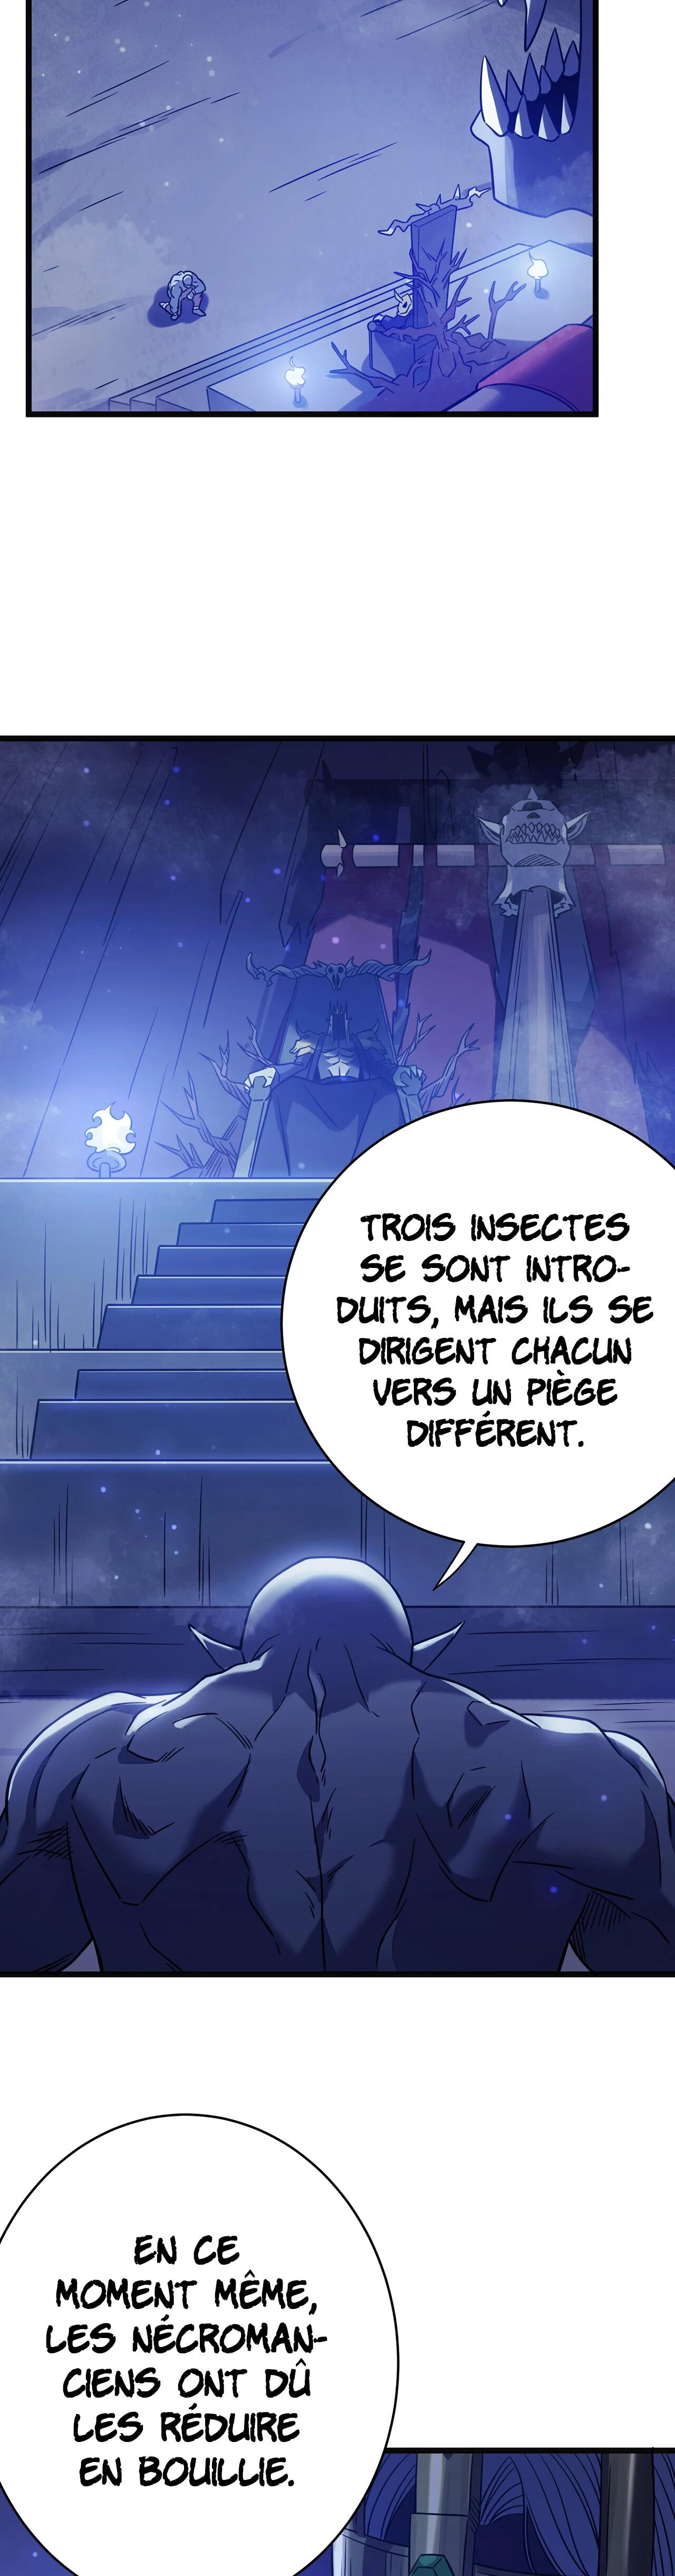 TROIS INSECTES
SE SONT INTRO-
DUITS, MAIS ILS SE
DIRIGENT CHACUN
VERS UN PIÈGE
DIFFÉRENT.
EN CE
MOMENT MÊME,
LES NÉCROMAN-
CIENS ONT DÛ
LES RÉDUIRE
EN BOUILLIE.